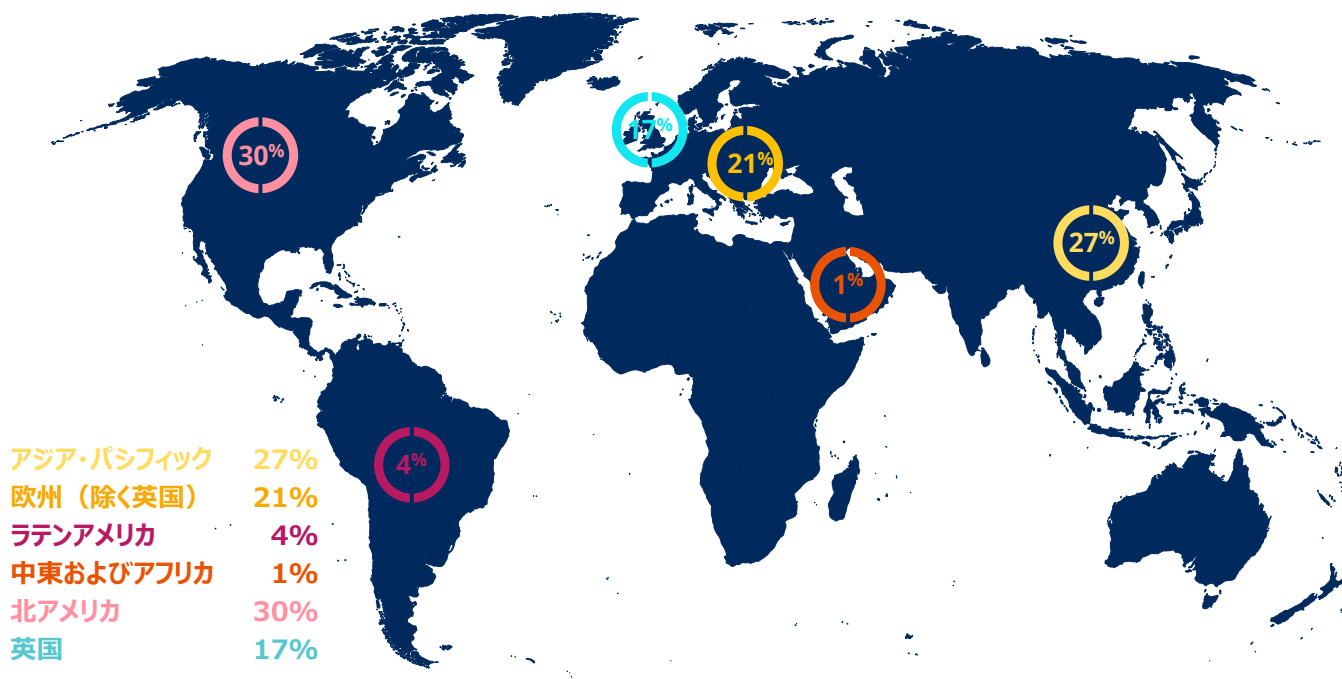 17%
30%
21%
27%
1%
4%
アジア・パシフィック 27%
欧州（除く英国） 21%
ラテンアメリカ 4%
中東およびアフリカ 1%
北アメリカ 30%
英国 17%